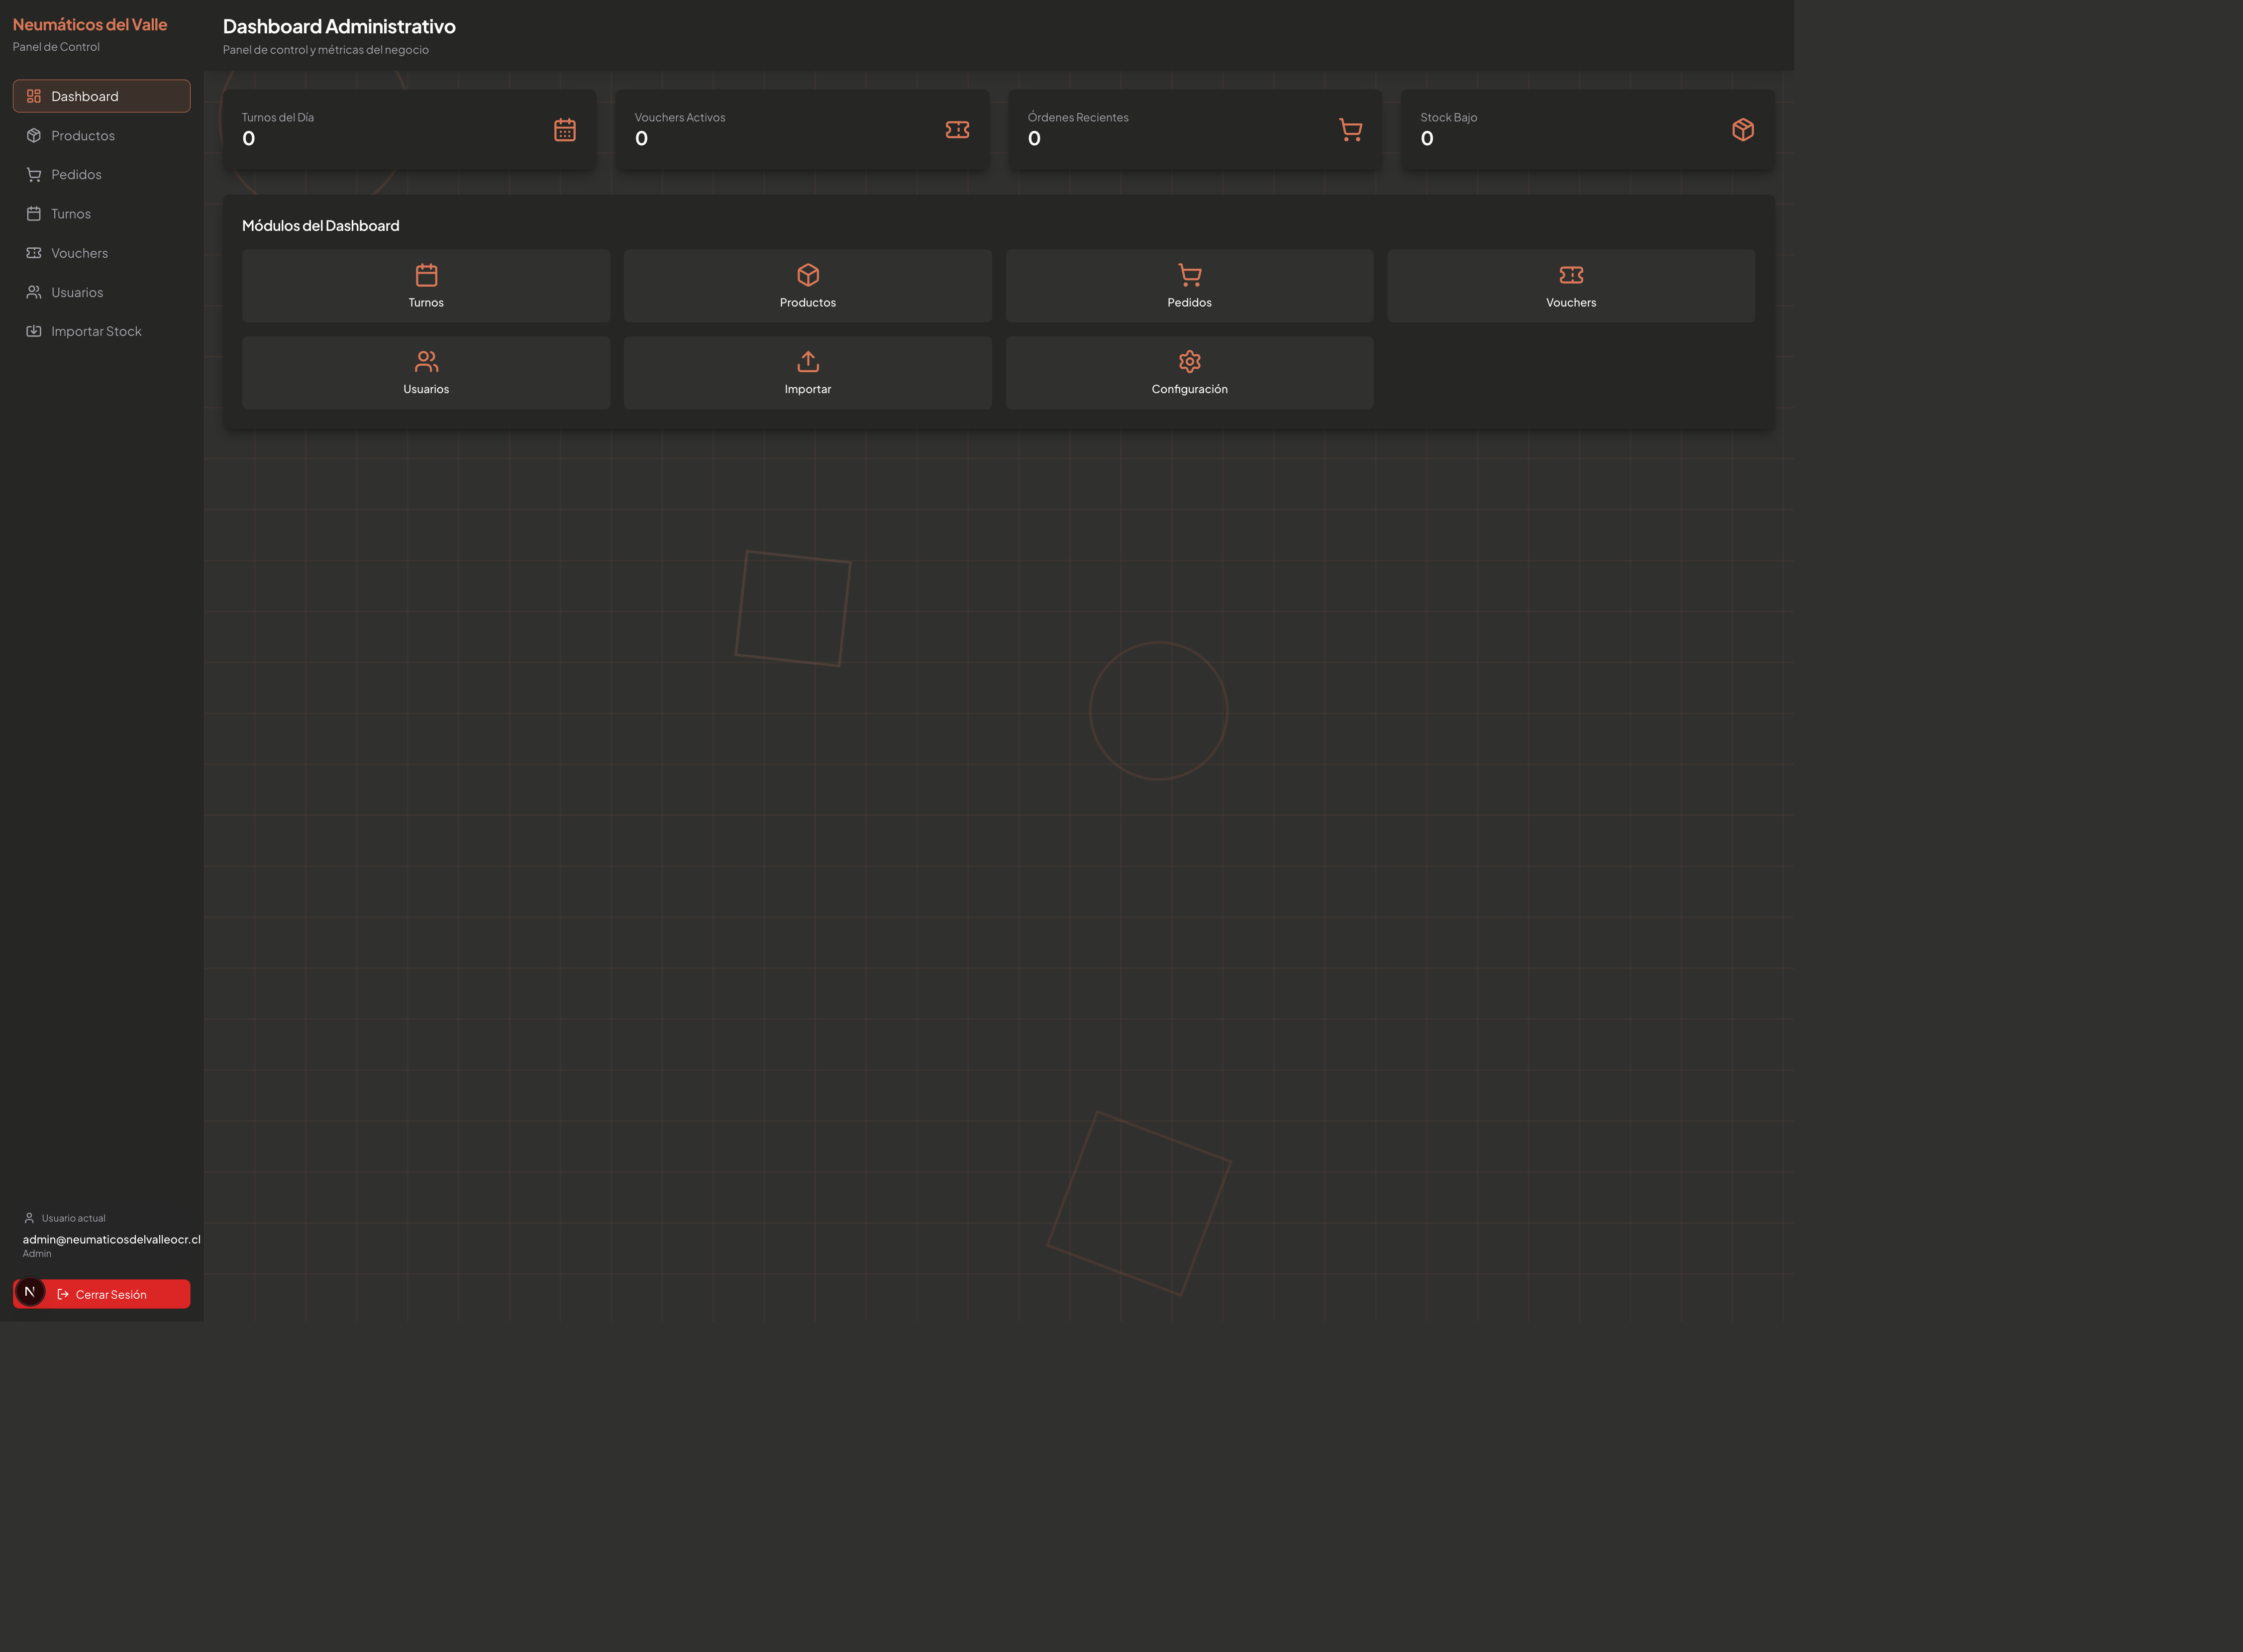 Neumáticos del Valle
Panel de Control
Dashboard
Productos
Pedidos
Turnos
Vouchers
Usuarios
Importar Stock
Usuario actual
admin@neumaticosdelvalleocr.cl
Admin
N
Cerrar Sesión
Dashboard Administrativo
Panel de control y métricas del negocio
Turnos del Día
0
Vouchers Activos
0
Órdenes Recientes
0
Stock Bajo
0
Módulos del Dashboard
Turnos
Productos
Pedidos
Vouchers
Usuarios
Importar
Configuración